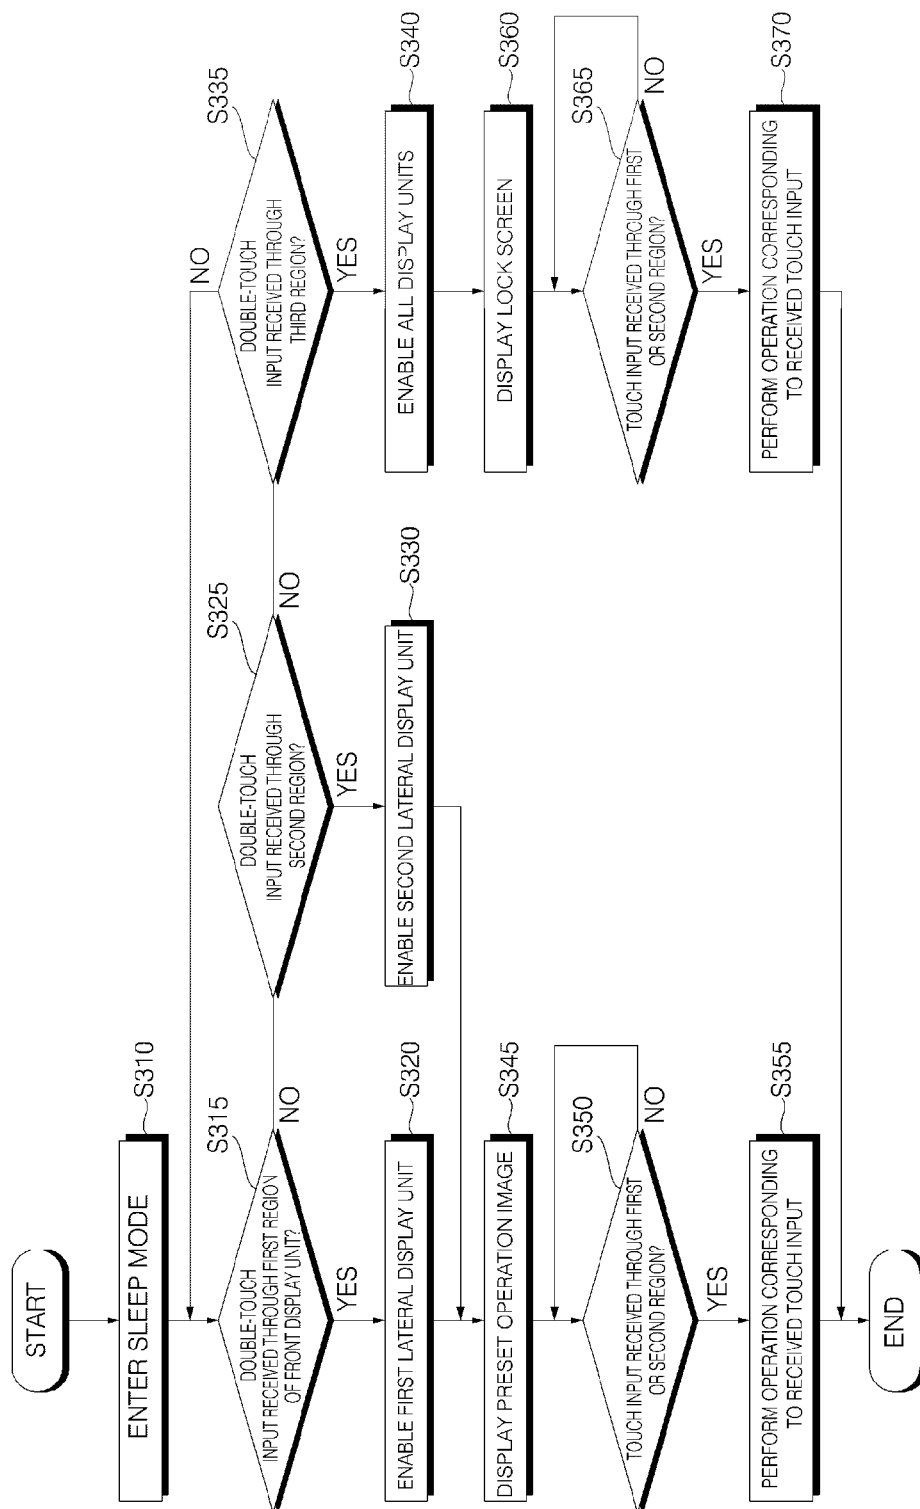 START
ENTER SLEEP MODE
S310
DOUBLE-TOUCH
INPUT RECEIVED THROUGH FIRST REGION
OF FRONT DISPLAY UNIT?
S315
NO
YES
DOUBLE-TOUCH
INPUT RECEIVED THROUGH
SECOND REGION?
S325
NO
YES
DOUBLE-TOUCH
INPUT RECEIVED THROUGH
THIRD REGION?
S335
NO
YES
ENABLE FIRST LATERAL DISPLAY UNIT
S320
ENABLE SECOND LATERAL DISPLAY UNIT
S330
ENABLE ALL DISPLAY UNITS
S340
DISPLAY PRESET OPERATION IMAGE
S345
DISPLAY LOCK SCREEN
S360
TOUCH INPUT RECEIVED THROUGH FIRST
OR SECOND REGION?
S350
NO
YES
TOUCH INPUT RECEIVED THROUGH FIRST
OR SECOND REGION?
S365
NO
YES
PERFORM OPERATION CORRESPONDING
TO RECEIVED TOUCH INPUT
S355
PERFORM OPERATION CORRESPONDING
TO RECEIVED TOUCH INPUT
S370
END